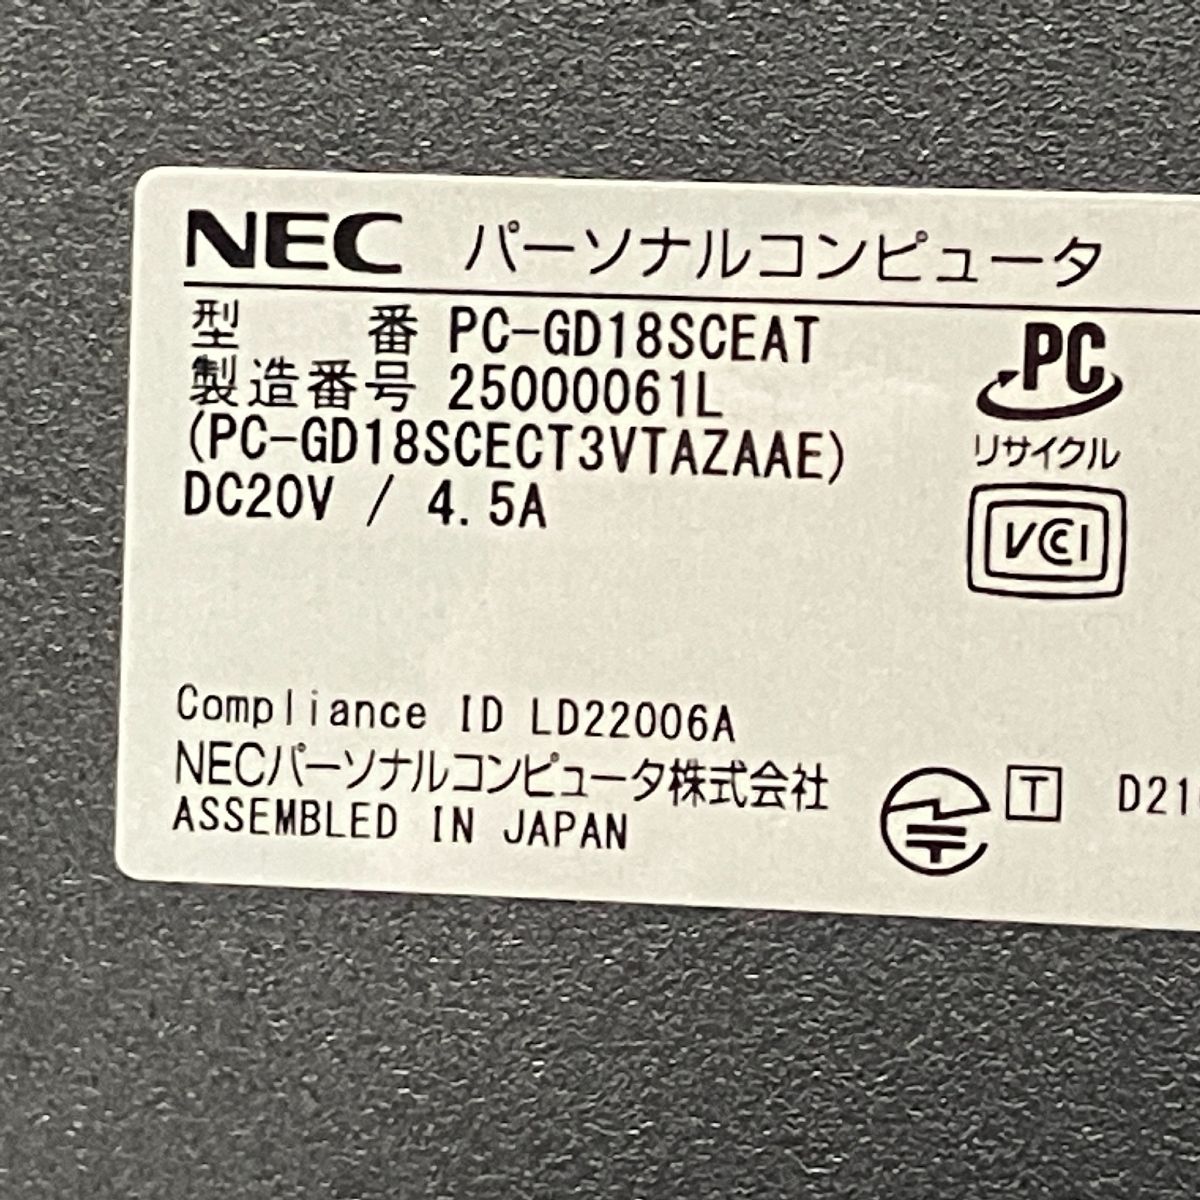 NEC パーソナルコンピュータ
型 番 PC-GD18SCEAT
製造番号 25000061L
(PC-GD18SCECT3VTAZAAE)
DC20V / 4.5A
PC
リサイクル
VCCI
Compliance ID LD22006A
NECパーソナルコンピュータ株式会社
ASSEMBLED IN JAPAN
T D21